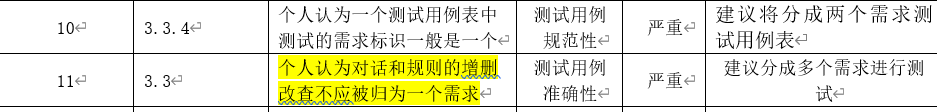 10 3.3.4 个人认为一个测试用例表中 测试用例 严重 建议将分成两个需求测
测试的需求标识一般是一个 规范性 试用例表
11 3.3 个人认为对话和规则的增删 测试用例 严重 建议分成多个需求进行测
改查不应被归为一个需求 准确性 试